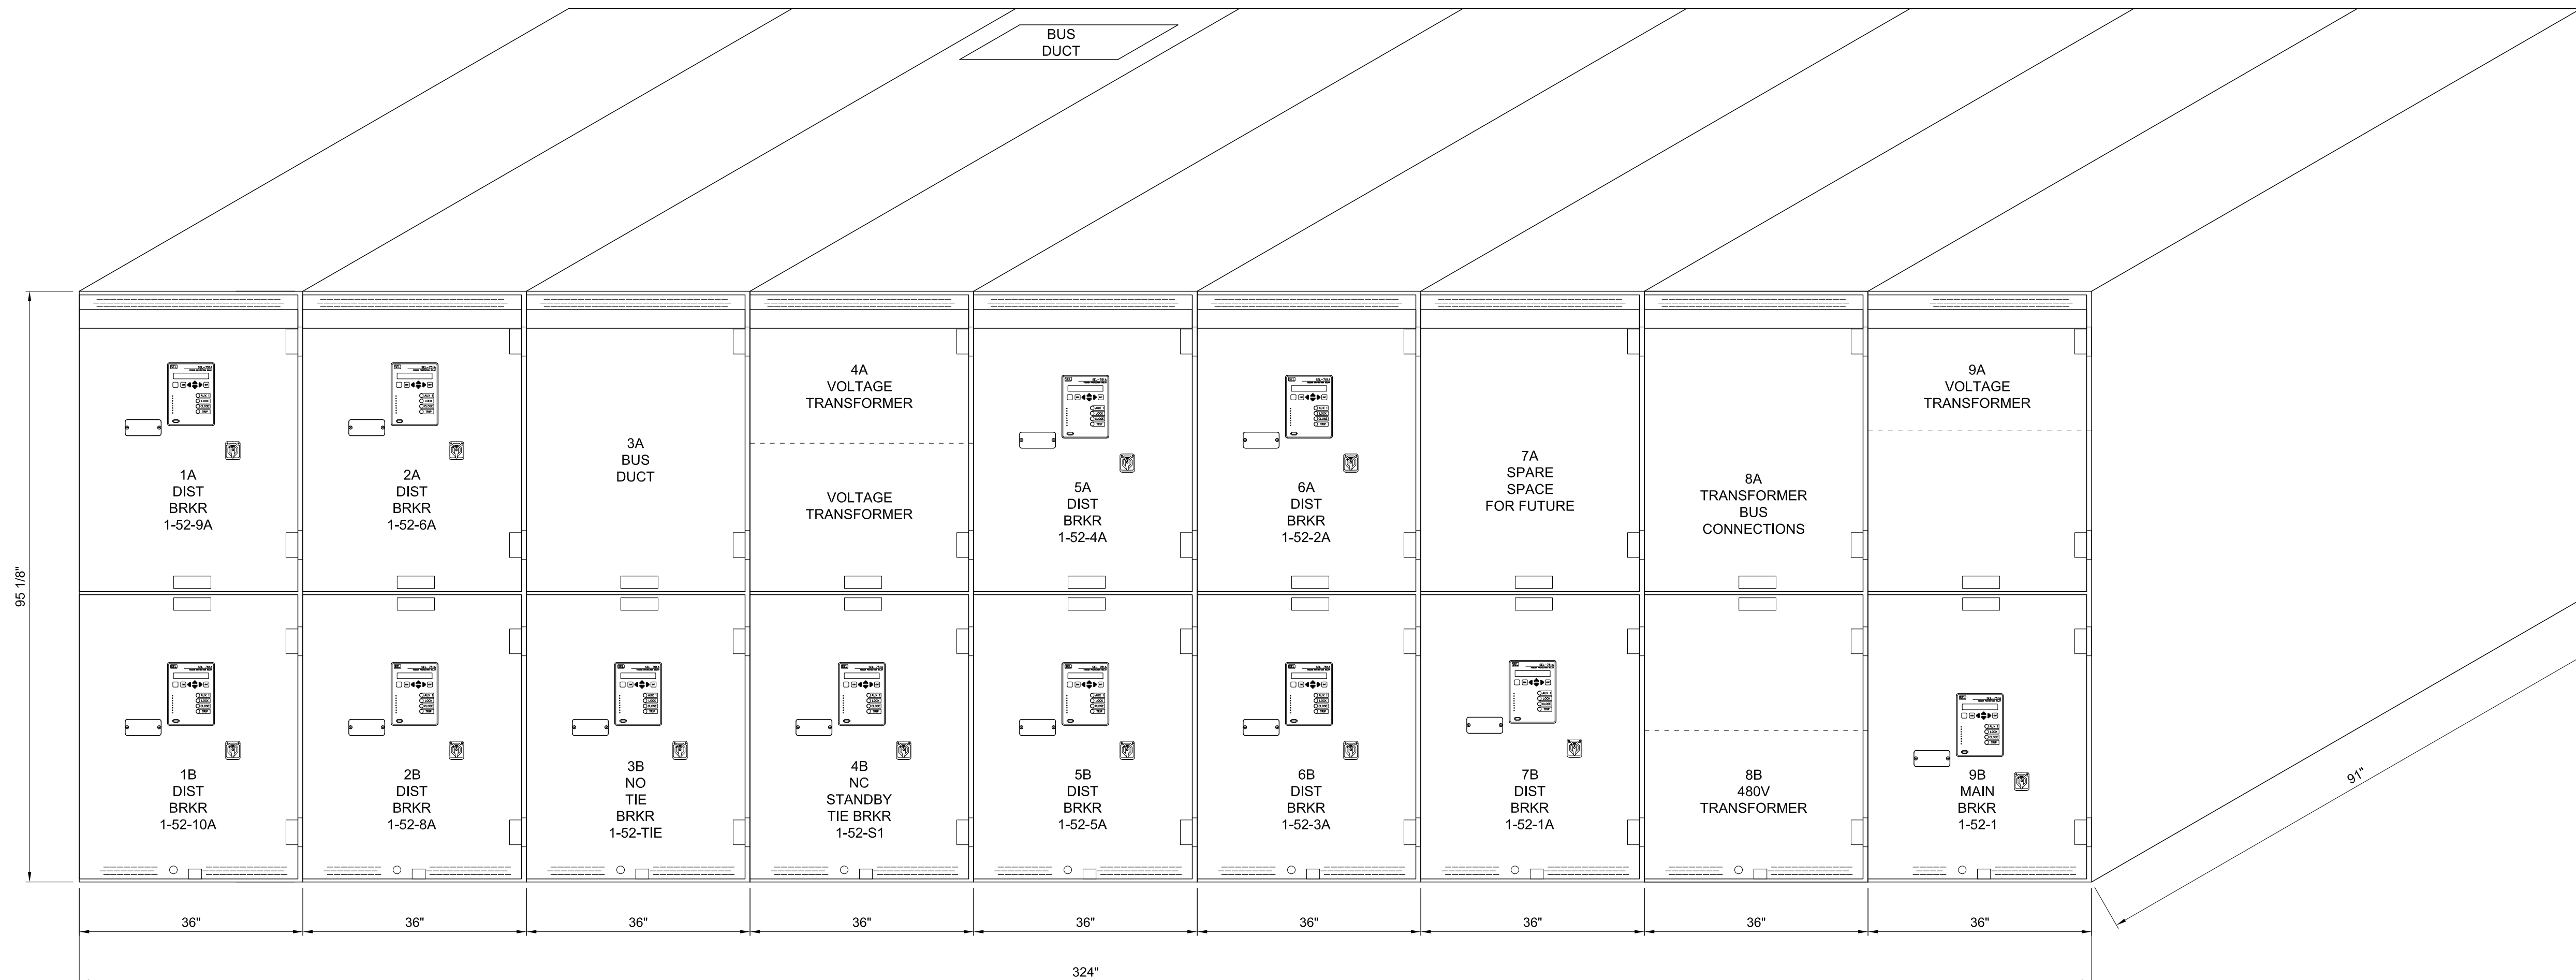 BUS
DUCT
1A
DIST
BRKR
1-52-9A
2A
DIST
BRKR
1-52-6A
3A
BUS
DUCT
4A
VOLTAGE
TRANSFORMER
VOLTAGE
TRANSFORMER
5A
DIST
BRKR
1-52-4A
6A
DIST
BRKR
1-52-2A
7A
SPARE
SPACE
FOR FUTURE
8A
TRANSFORMER
BUS
CONNECTIONS
9A
VOLTAGE
TRANSFORMER
95 1/8"
1B
DIST
BRKR
1-52-10A
2B
DIST
BRKR
1-52-8A
3B
NO
TIE
BRKR
1-52-TIE
4B
NC
STANDBY
TIE BRKR
1-52-S1
5B
DIST
BRKR
1-52-5A
6B
DIST
BRKR
1-52-3A
7B
DIST
BRKR
1-52-1A
8B
480V
TRANSFORMER
9B
MAIN
BRKR
1-52-1
91"
36"
36"
36"
36"
36"
36"
36"
36"
36"
324"